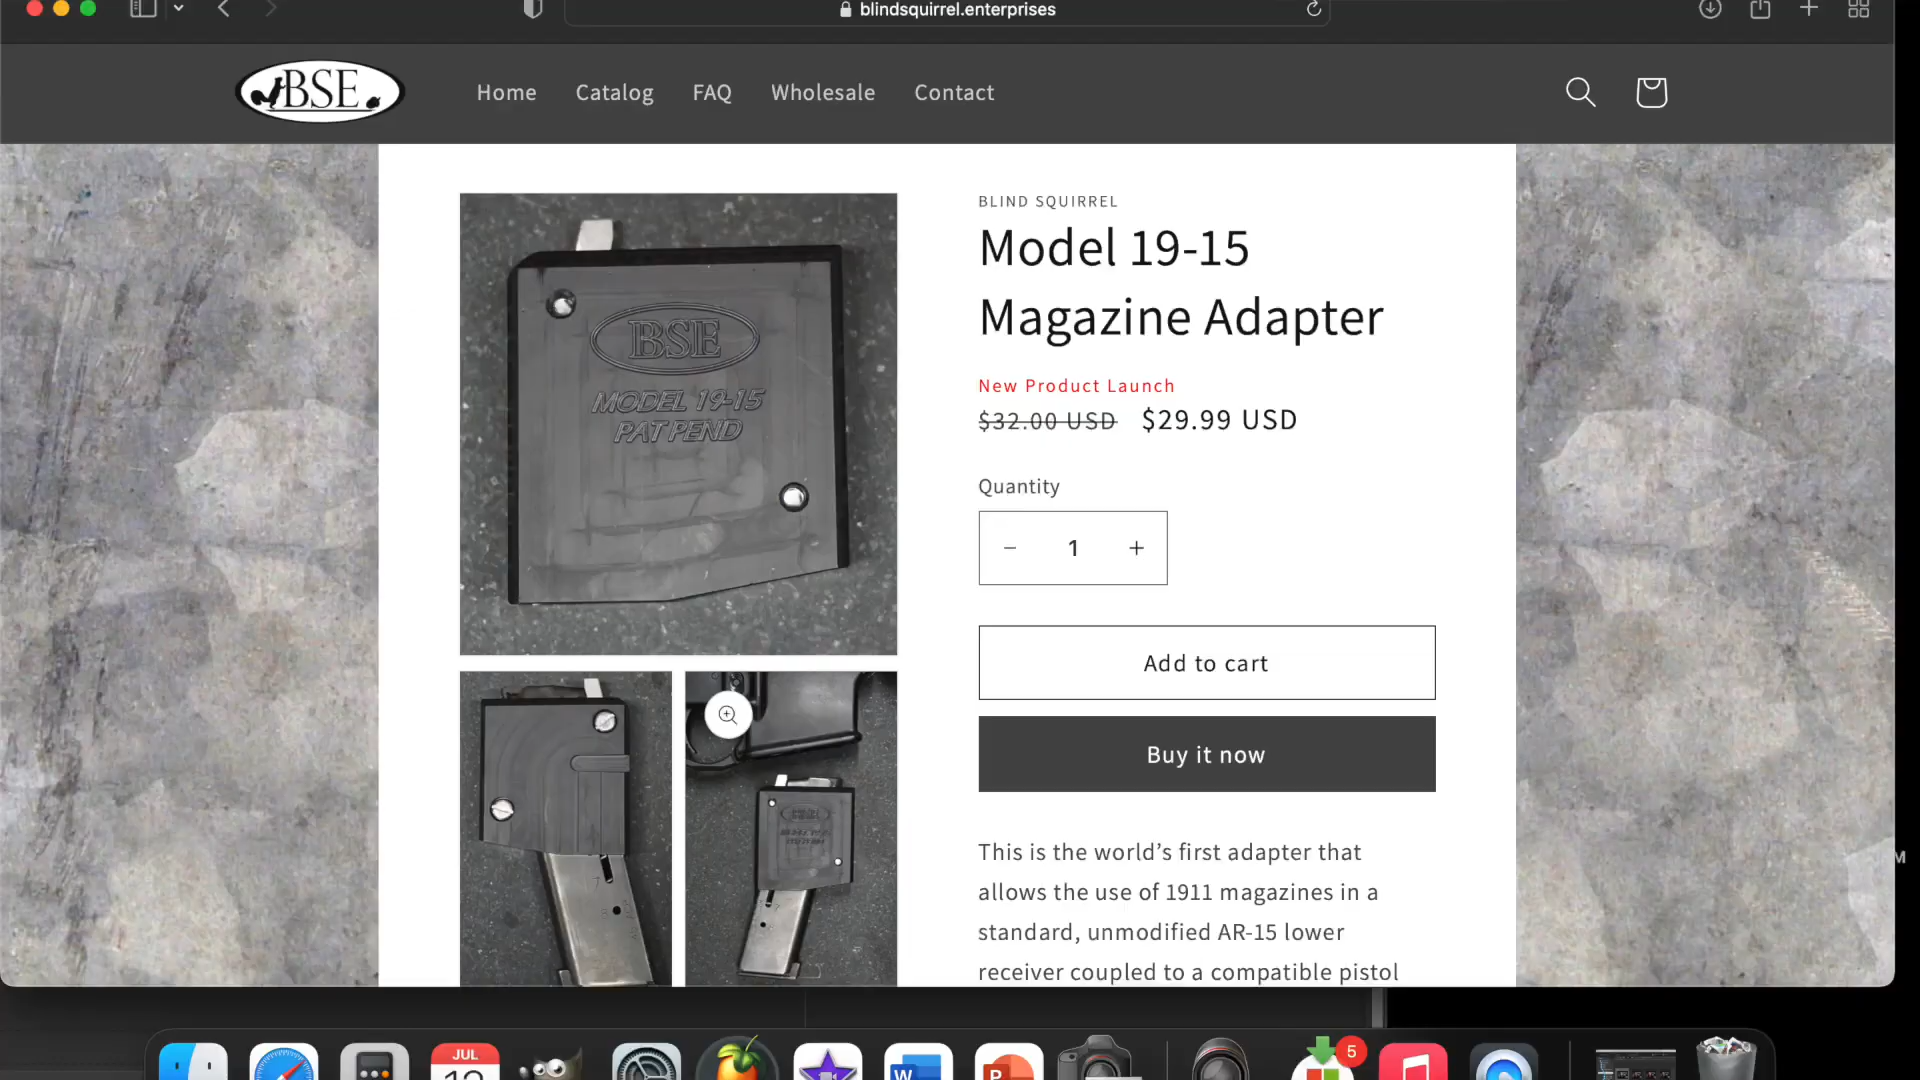 blindsquirrel.enterprises
BSE
Home
Catalog
FAQ
Wholesale
Contact
BSE
MODEL 19-15
PAT PEND
BLIND SQUIRREL
Model 19-15
Magazine Adapter
New Product Launch
$32.00 USD $29.99 USD
Quantity
− 1 +
Add to cart
Buy it now
This is the world’s first adapter that
allows the use of 1911 magazines in a
standard, unmodified AR-15 lower
receiver coupled to a compatible pistol
7
JUL
W
P
5